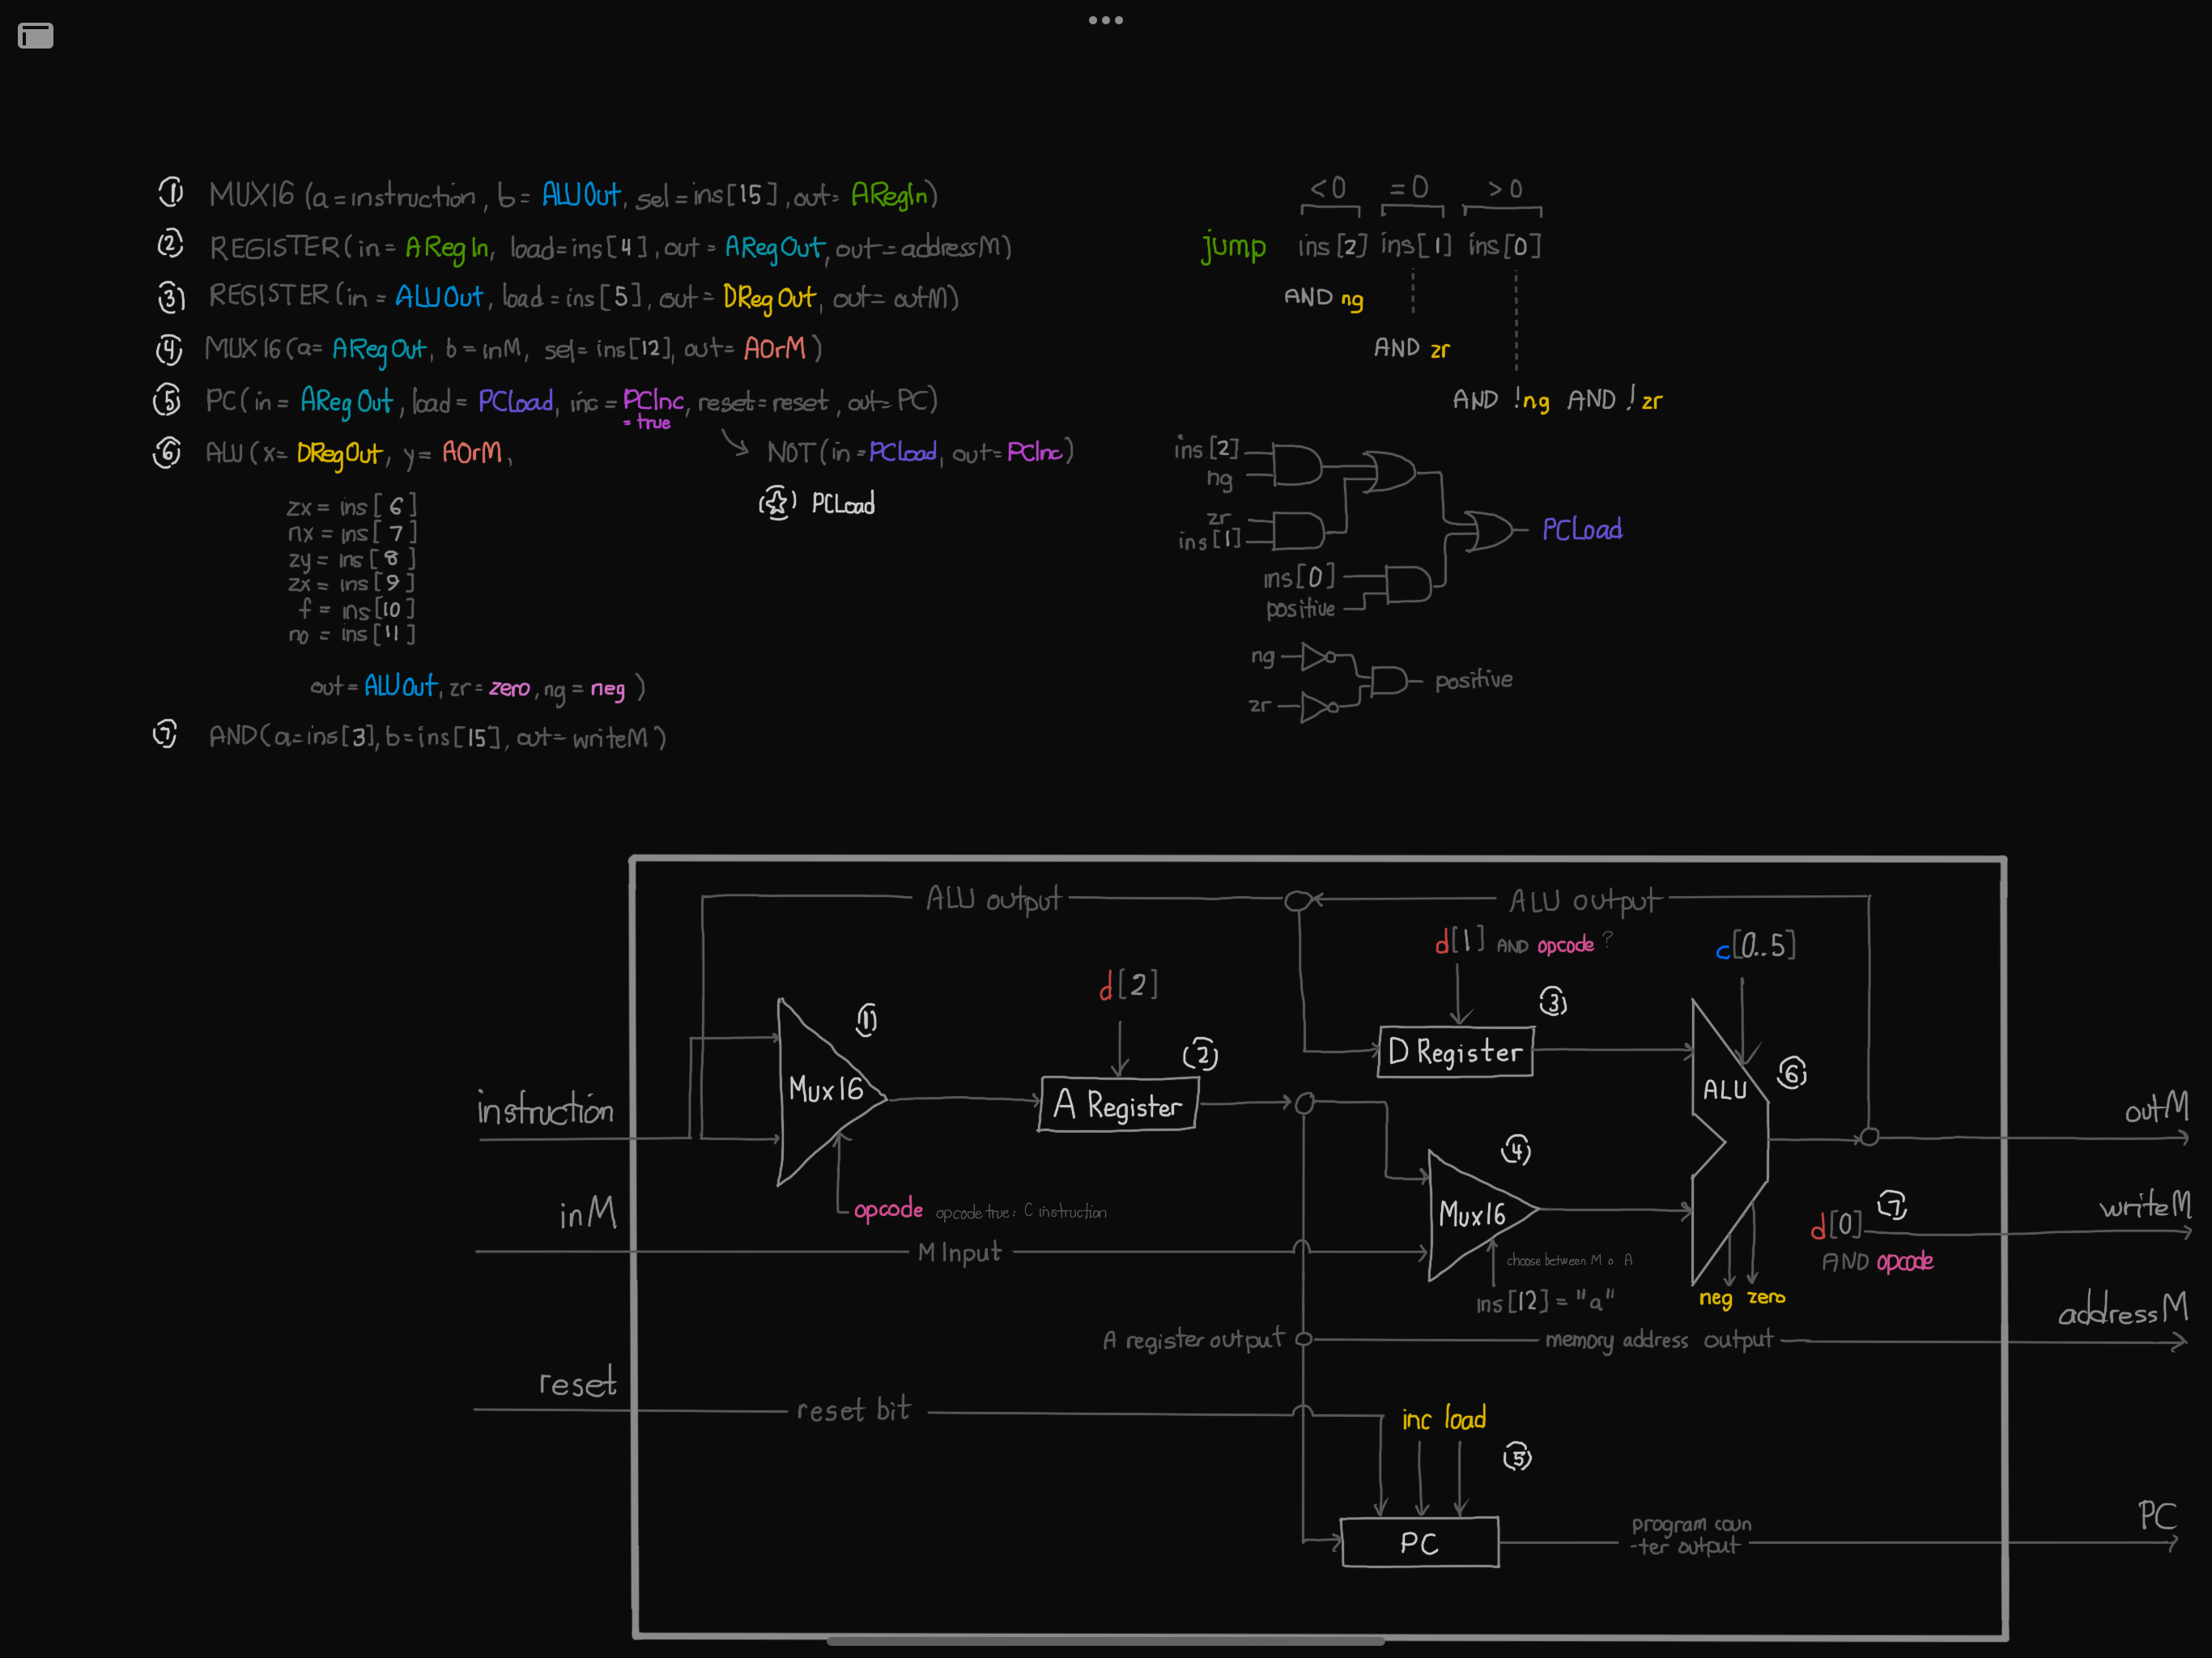 ① MUX16 (a=instruction, b=ALUOut, sel=ins[15], out=ARegIn)
② REGISTER(in=ARegIn, load=ins[4], out=ARegOut, out=addressM)
③ REGISTER(in=ALUOut, load=ins[5], out=DRegOut, out=outM)
④ MUX16(a=ARegOut, b=inM, sel=ins[12], out=AOrM)
⑤ PC(in=ARegOut, load=PCLoad, inc=PCInc, reset=reset, out=PC)
=true
⑥ ALU(x=DRegOut, y=AOrM,
NOT(in=PCLoad, out=PCInc)
zx=ins[6]
☆ PCLoad
nx=ins[7]
zy=ins[8]
zx=ins[9]
f=ins[10]
no=ins[11]
out=ALUOut, zr=zero, ng=neg)
⑦ AND(a=ins[3], b=ins[15], out=writeM)
<0 =0 >0
jump ins[2] ins[1] ins[0]
AND ng
AND zr
AND !ng AND !zr
ins[2]
ng
zr
ins[1]
PCLoad
ins[0]
positive
ng
positive
zr
ALU output
ALU output
d[1] AND opcode ?
c[0..5]
d[2]
①
③
②
D Register
⑥
Mux16
ALU
A Register
instruction
outM
④
inM
opcode opcode true: C instruction
Mux16
d[0] ⑦
writeM
M Input
choose between M o A
AND opcode
ins[12]="a"
neg zero
addressM
A register output
memory address output
reset
reset bit
inc load
⑤
PC
program coun
-ter output
PC